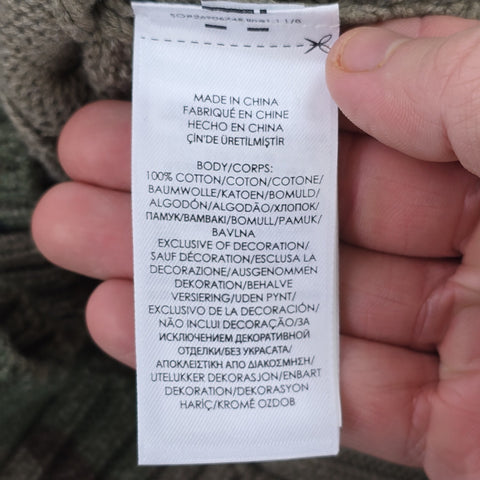 MADE IN CHINA
FABRIQUÉ EN CHINE
HECHO EN CHINA
ÇİN'DE ÜRETİLMİŞTİR
BODY/CORPS:
100% COTTON/COTON/COTONE/
BAUMWOLLE/KATOEN/BOMULD/
ALGODÓN/ALGODÃO/ХЛОПОК/
ПАМУК/ΒΑΜΒΑΚΙ/BOMULL/PAMUK/
BAVLNA
EXCLUSIVE OF DECORATION/
SAUF DÉCORATION/ESCLUSA LA
DECORAZIONE/AUSGENOMMEN
DEKORATION/BEHALVE
VERSIERING/UDEN PYNT/
EXCLUSIVO DE LA DECORACIÓN/
NÃO INCLUI DECORAÇÃO/ЗА
ИСКЛЮЧЕНИЕМ ДЕКОРАТИВНОЙ
ОТДЕЛКИ/БЕЗ УКРАСАТА/
ΑΠΟΚΛΕΙΣΤΙΚΗ ΑΠΟ ΔΙΑΚΟΣΜΗΣΗ/
UTELUKKER DEKORASJON/ENBART
DEKORATION/DEKORASYON
HARİÇ/KROMĚ OZDOB